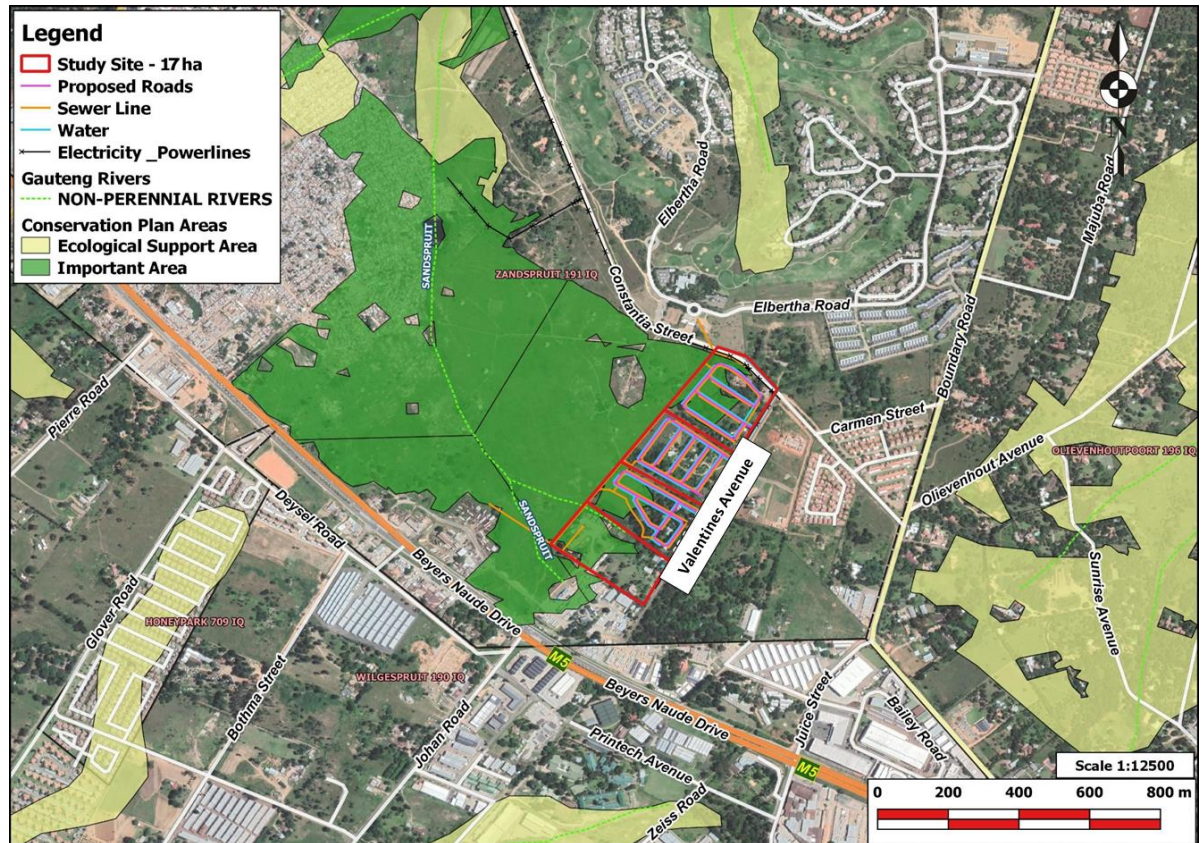 Legend
Study Site - 17 ha
Proposed Roads
Sewer Line
Water
Electricity _Powerlines
Gauteng Rivers
NON-PERENNIAL RIVERS
Conservation Plan Areas
Ecological Support Area
Important Area
N
Majuba Road
Elbertha Road
SANDSPRUIT
ZANDSPRUIT 191 IQ
Constantia Street
Elbertha Road
Boundary Road
Pierre Road
Carmen Street
Olievenhout Avenue
OLIEVENHOUTPOORT 196 IQ
Valentines Avenue
Deysel Road
SANDSPRUIT
Beyers Naude Drive
Sunrise Avenue
Glover Road
HONEYPARK 709 IQ
Bothma Street
WILGESPRUIT 190 IQ
M5
Johan Road
Beyers Naude Drive
Juice Street
Bailey Road
Printech Avenue
M5
Zeiss Road
Scale 1:12500
0 200 400 600 800 m